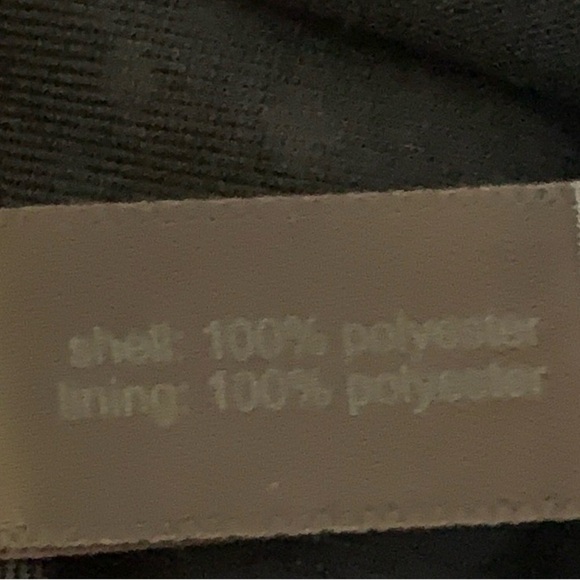 shell: 100% polyester
lining: 100% polyester